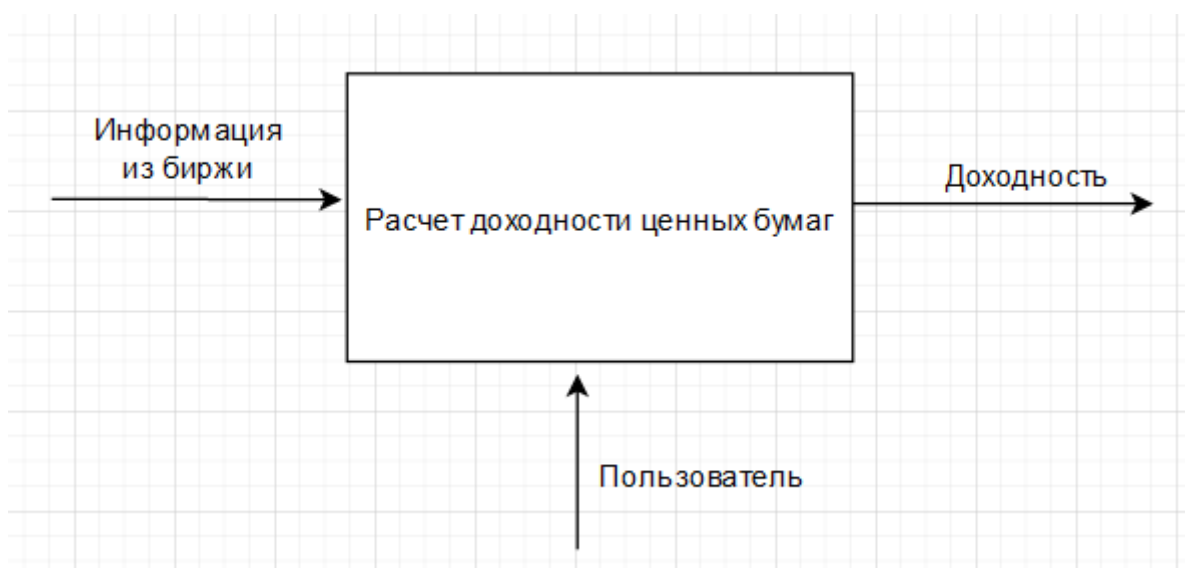 Информация
из биржи
Доходность
Расчет доходности ценных бумаг
Пользователь